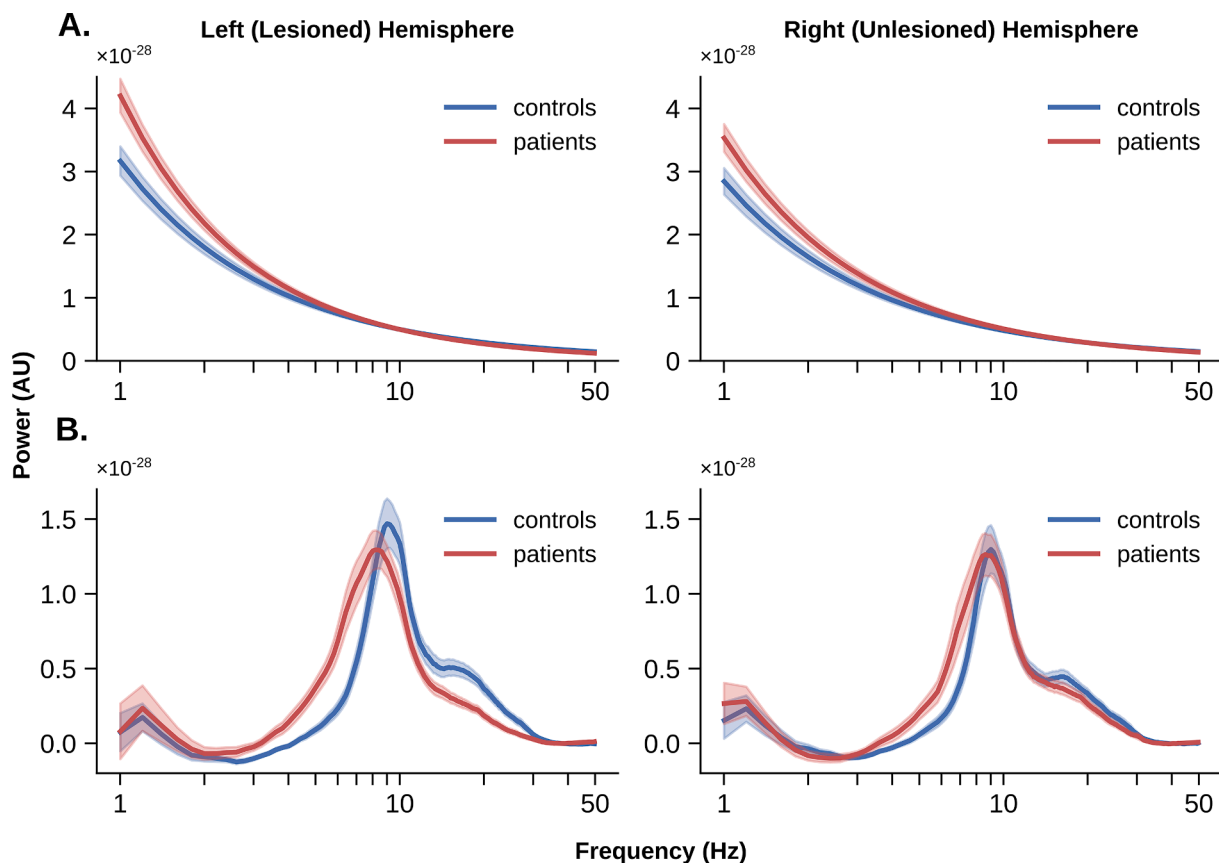 A.
Left (Lesioned) Hemisphere
×10-28
controls
patients
4
3
2
1
0
1
10
50
Right (Unlesioned) Hemisphere
×10-28
controls
patients
4
3
2
1
0
1
10
50
Power (AU)
B.
×10-28
controls
patients
1.5
1.0
0.5
0.0
1
10
50
×10-28
controls
patients
1.5
1.0
0.5
0.0
1
10
50
Frequency (Hz)